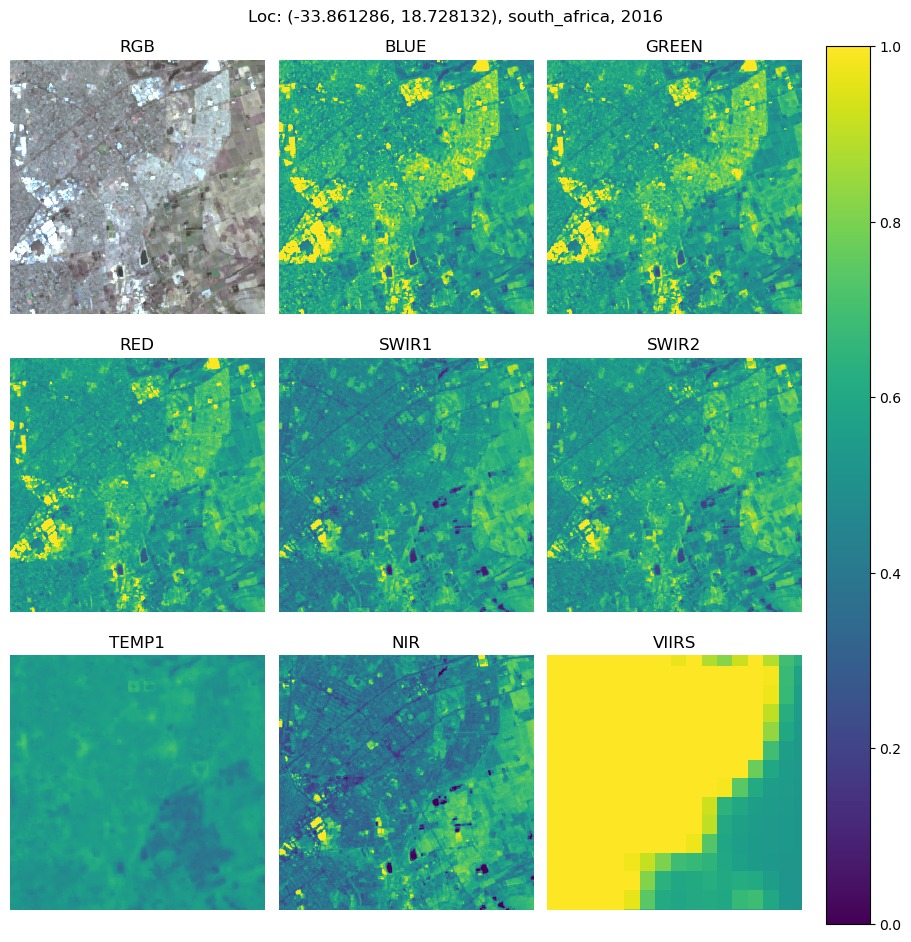 Loc: (-33.861286, 18.728132), south_africa, 2016
RGB
BLUE
GREEN
RED
SWIR1
SWIR2
TEMP1
NIR
VIIRS
1.0
0.8
0.6
0.4
0.2
0.0